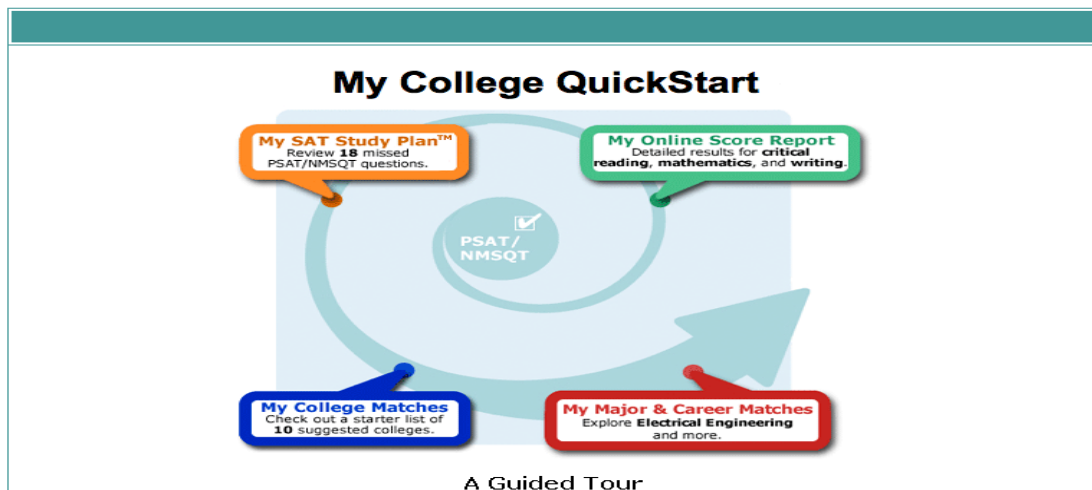 My College QuickStart
My SAT Study Plan™
Review 18 missed
PSAT/NMSQT questions.
My Online Score Report
Detailed results for critical
reading, mathematics, and writing.
PSAT/
NMSQT
My College Matches
Check out a starter list of
10 suggested colleges.
My Major & Career Matches
Explore Electrical Engineering
and more.
A Guided Tour